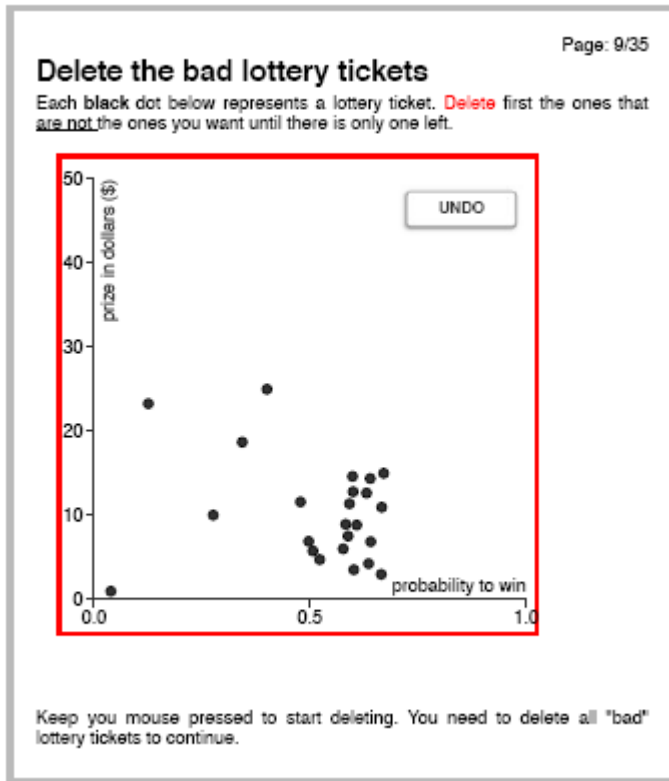 Page: 9/35
Delete the bad lottery tickets
Each black dot below represents a lottery ticket. Delete first the ones that
are not the ones you want until there is only one left.
50
prize in dollars ($)
UNDO
40
30
20
10
0
probability to win
0.0
0.5
1.0
Keep you mouse pressed to start deleting. You need to delete all "bad"
lottery tickets to continue.